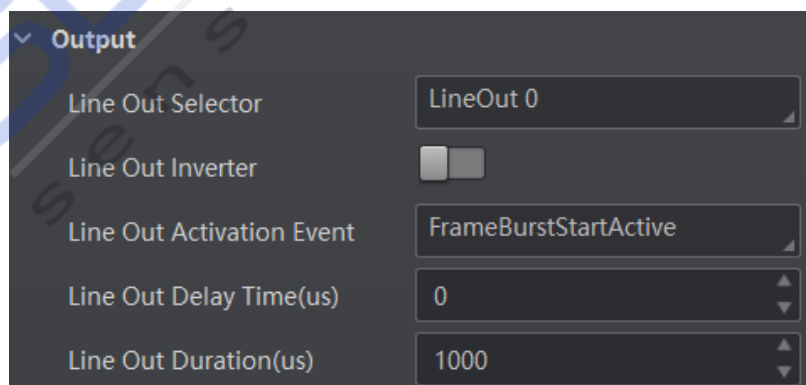 Output
Line Out Selector LineOut 0
Line Out Inverter
Line Out Activation Event FrameBurstStartActive
Line Out Delay Time(us) 0
Line Out Duration(us) 1000
sens